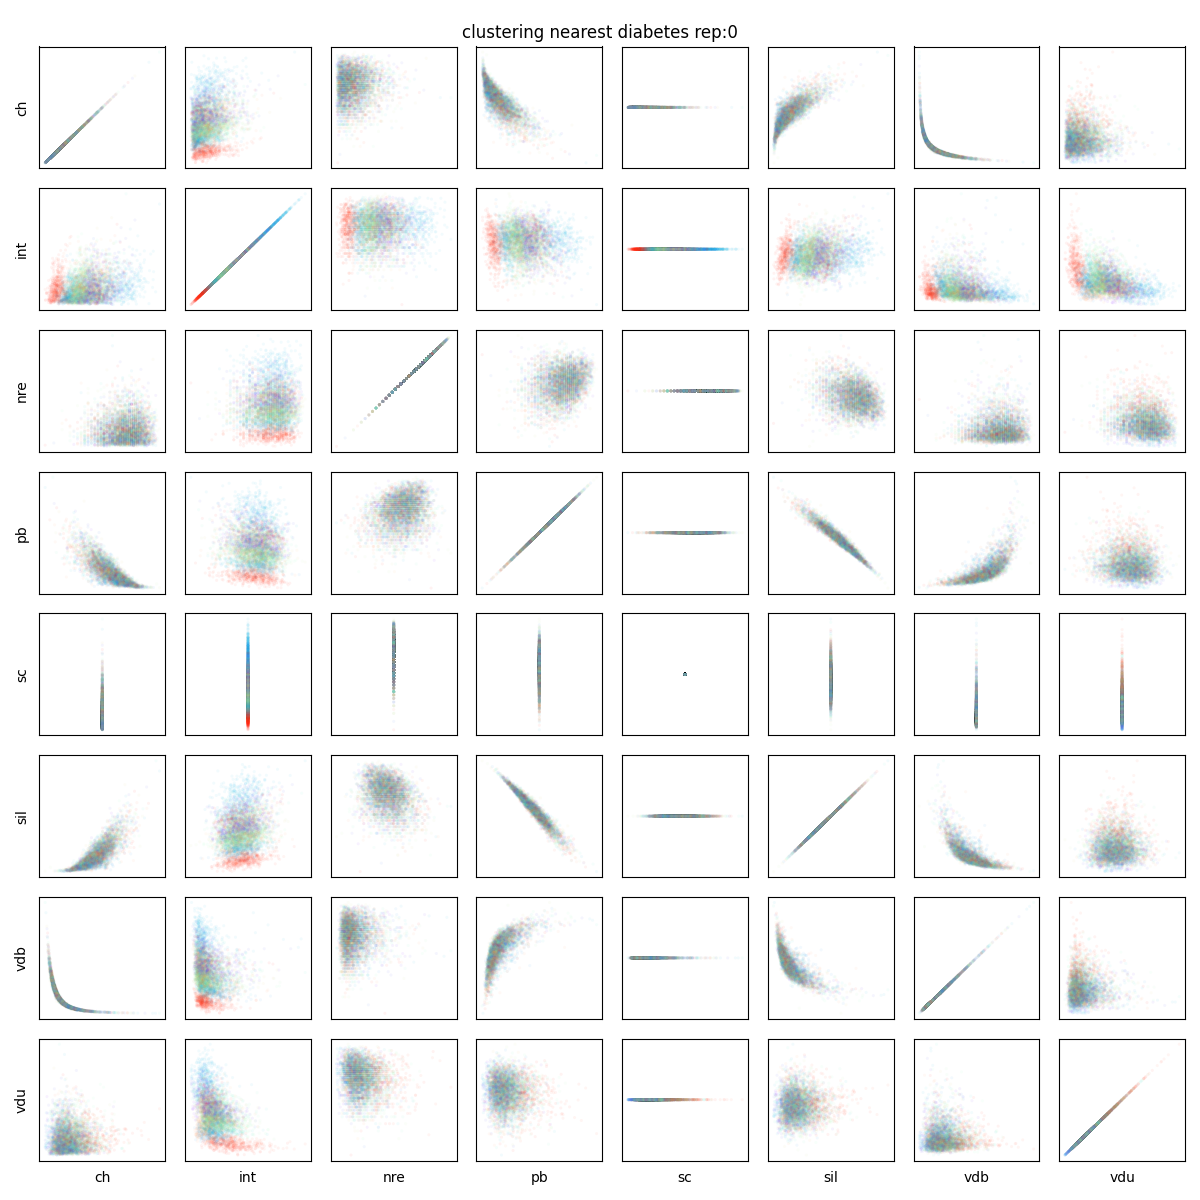 clustering nearest diabetes rep:0
ch
int
nre
pb
sc
sil
vdb
vdu
ch int nre pb sc sil vdb vdu